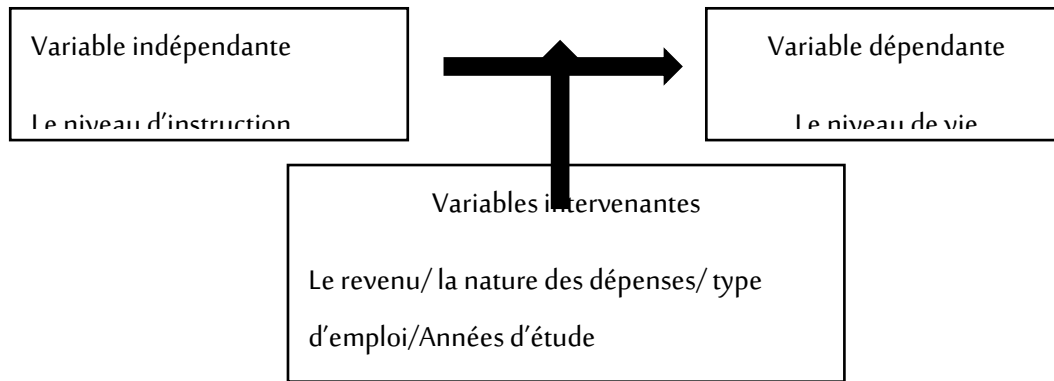 Variable indépendante
Le niveau d'instruction
Variable dépendante
Le niveau de vie
Variables intervenantes
Le revenu/ la nature des dépenses/ type
d'emploi/Années d'étude